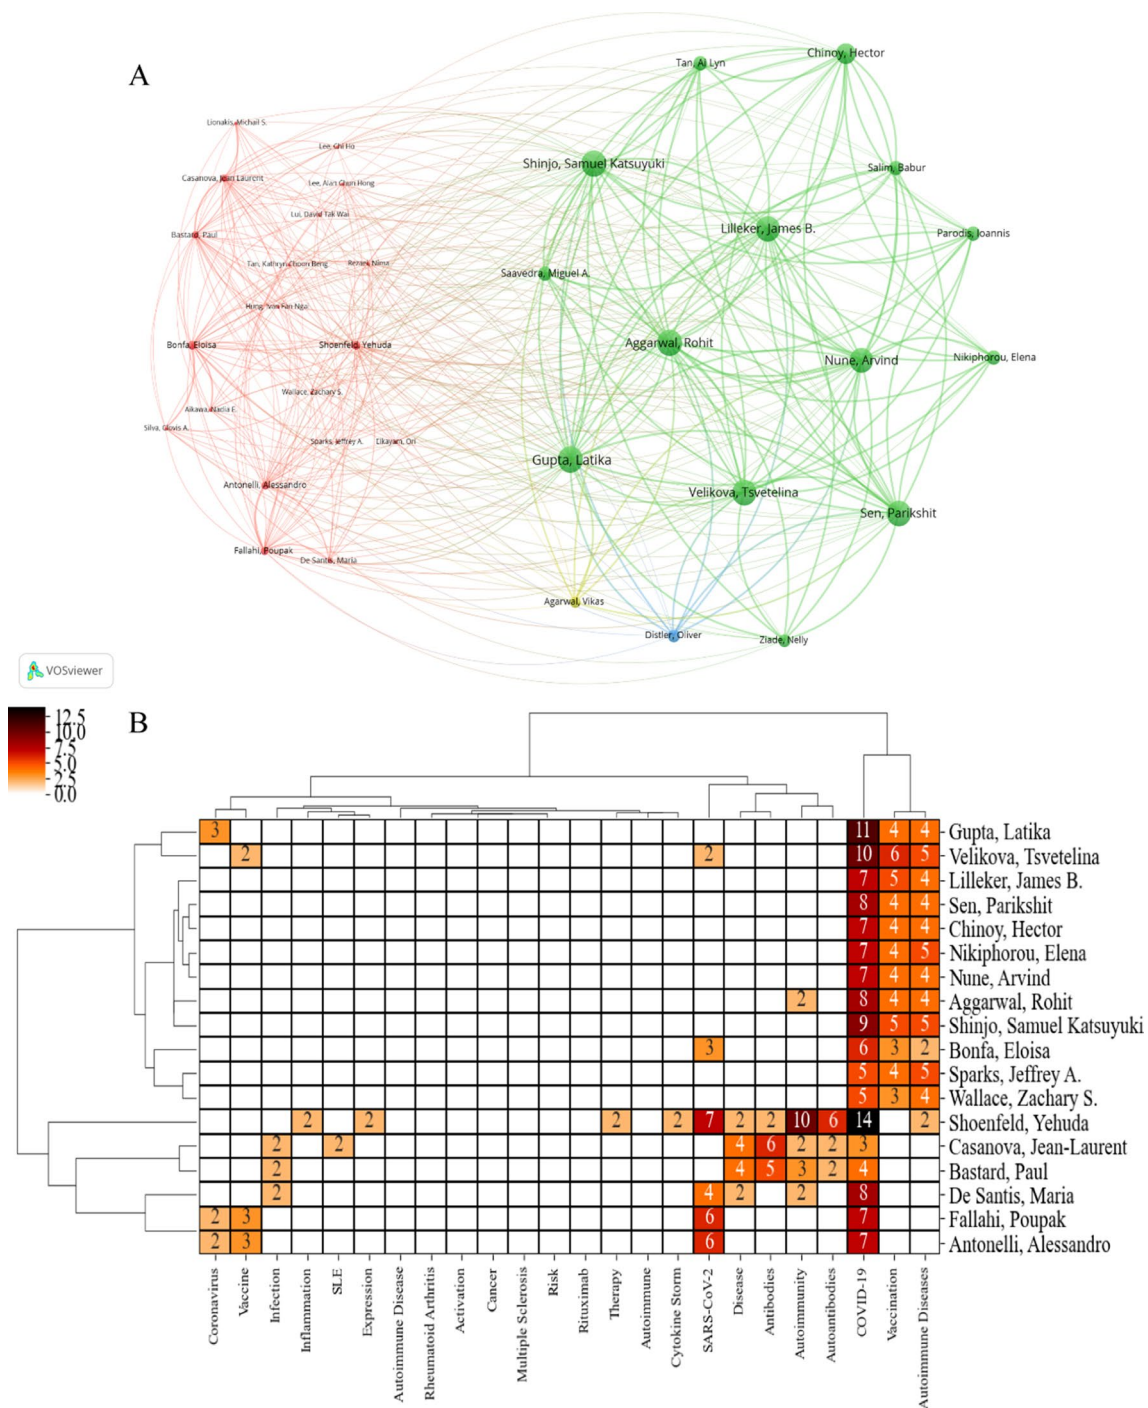 A
Chinoy, Hector
Tan, Ai Lyn
Lionakis, Michail S.
Lee, Chi Ho
Shinjo, Samuel Katsuyuki
Salim, Babur
Casanova, Jean Laurent
Lee, Alan Chun Hong
Lui, David Tak Wai
Lilleker, James B.
Parodis, Ioannis
Bastard, Paul
Tan, Kathryn Choon Beng
Rezaei, Nima
Saavedra, Miguel A.
Hung, Ivan Fan Ngai
Bonfa, Eloisa
Shoenfeld, Yehuda
Aggarwal, Rohit
Nune, Arvind
Nikiphorou, Elena
Wallace, Zachary S.
Aikawa, Nadia E.
Silva, Clovis A.
Sparks, Jeffrey A.
Elkayam, Ori
Gupta, Latika
Antonelli, Alessandro
Velikova, Tsvetelina
Sen, Parikshit
Fallahi, Poupak
De Santis, Maria
Agarwal, Vikas
Distler, Oliver
Ziade, Nelly
VOSviewer
B
12.5
10.0
7.5
5.0
2.5
0.0
3 11 4 4 Gupta, Latika
2 2 10 6 5 Velikova, Tsvetelina
7 5 4 Lilleker, James B.
8 4 4 Sen, Parikshit
7 4 4 Chinoy, Hector
7 4 5 Nikiphorou, Elena
7 4 4 Nune, Arvind
2 8 4 4 Aggarwal, Rohit
9 5 5 Shinjo, Samuel Katsuyuki
3 6 3 2 Bonfa, Eloisa
5 4 5 Sparks, Jeffrey A.
5 3 4 Wallace, Zachary S.
2 2 2 2 7 2 2 10 6 14 2 Shoenfeld, Yehuda
2 2 4 6 2 2 3 Casanova, Jean-Laurent
2 4 5 3 2 4 Bastard, Paul
2 4 2 2 8 De Santis, Maria
2 3 6 7 Fallahi, Poupak
2 3 6 7 Antonelli, Alessandro
Coronavirus
Vaccine
Infection
Inflammation
SLE
Expression
Autoimmune Disease
Rheumatoid Arthritis
Activation
Cancer
Multiple Sclerosis
Risk
Rituximab
Therapy
Autoimmune
Cytokine Storm
SARS-CoV-2
Disease
Antibodies
Autoimmunity
Autoantibodies
COVID-19
Vaccination
Autoimmune Diseases